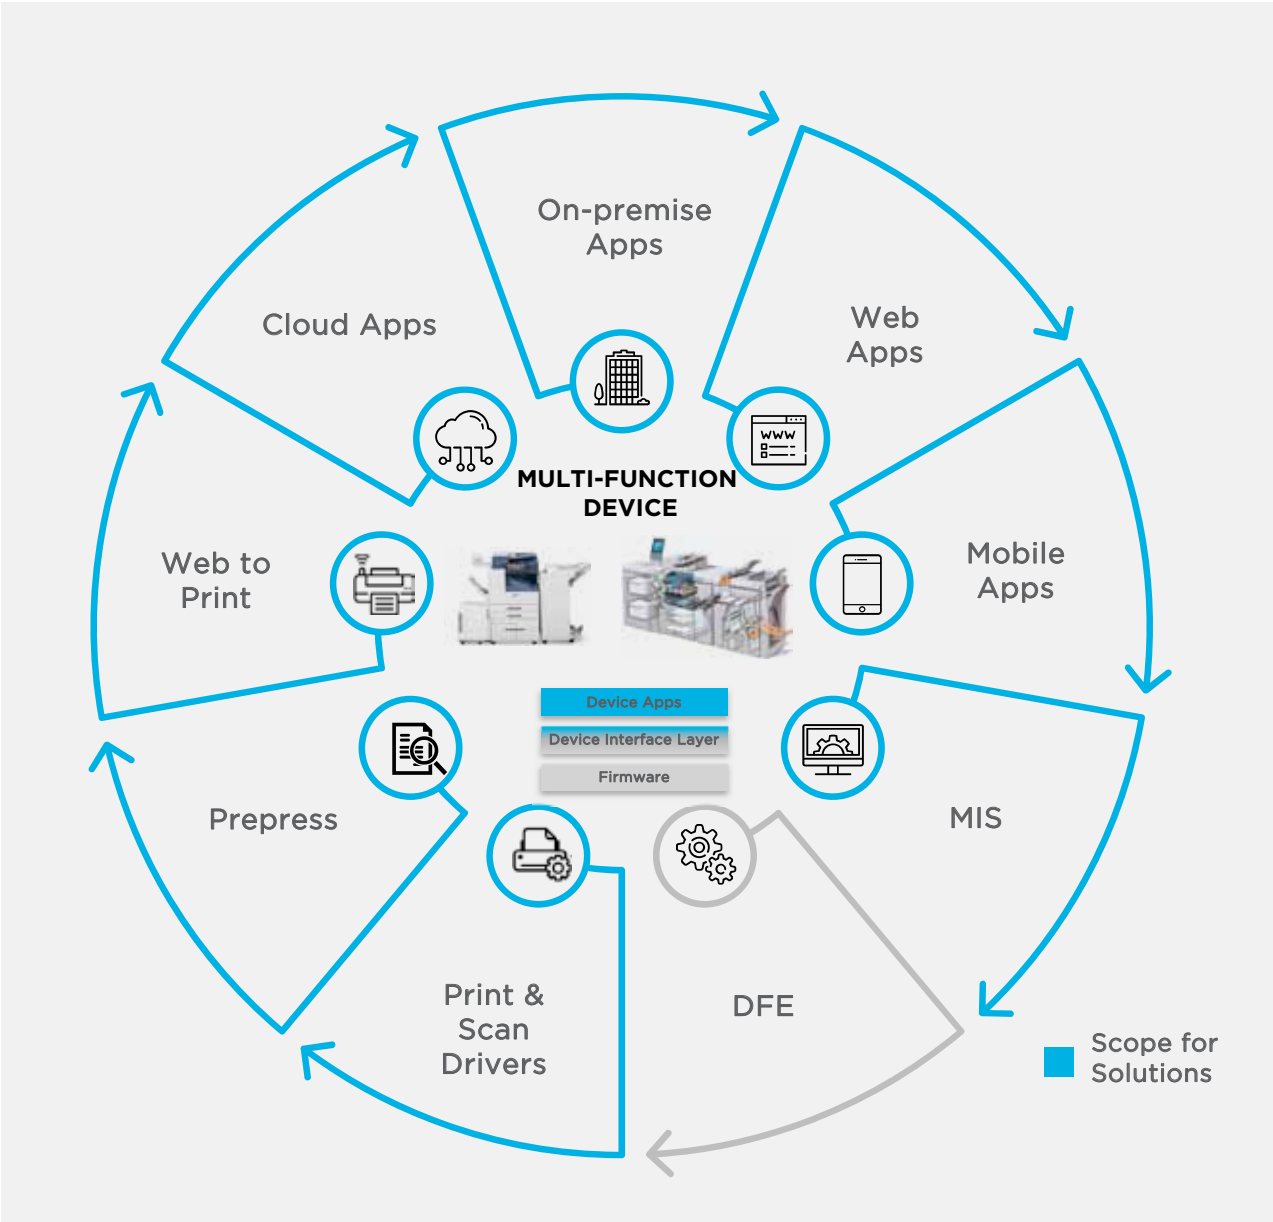 On-premise
Apps
Web
Apps
Cloud Apps
WWW
MULTI-FUNCTION
DEVICE
Web to
Print
Mobile
Apps
Device Apps
Device Interface Layer
Firmware
Prepress
MIS
Print &
Scan
Drivers
DFE
Scope for
Solutions